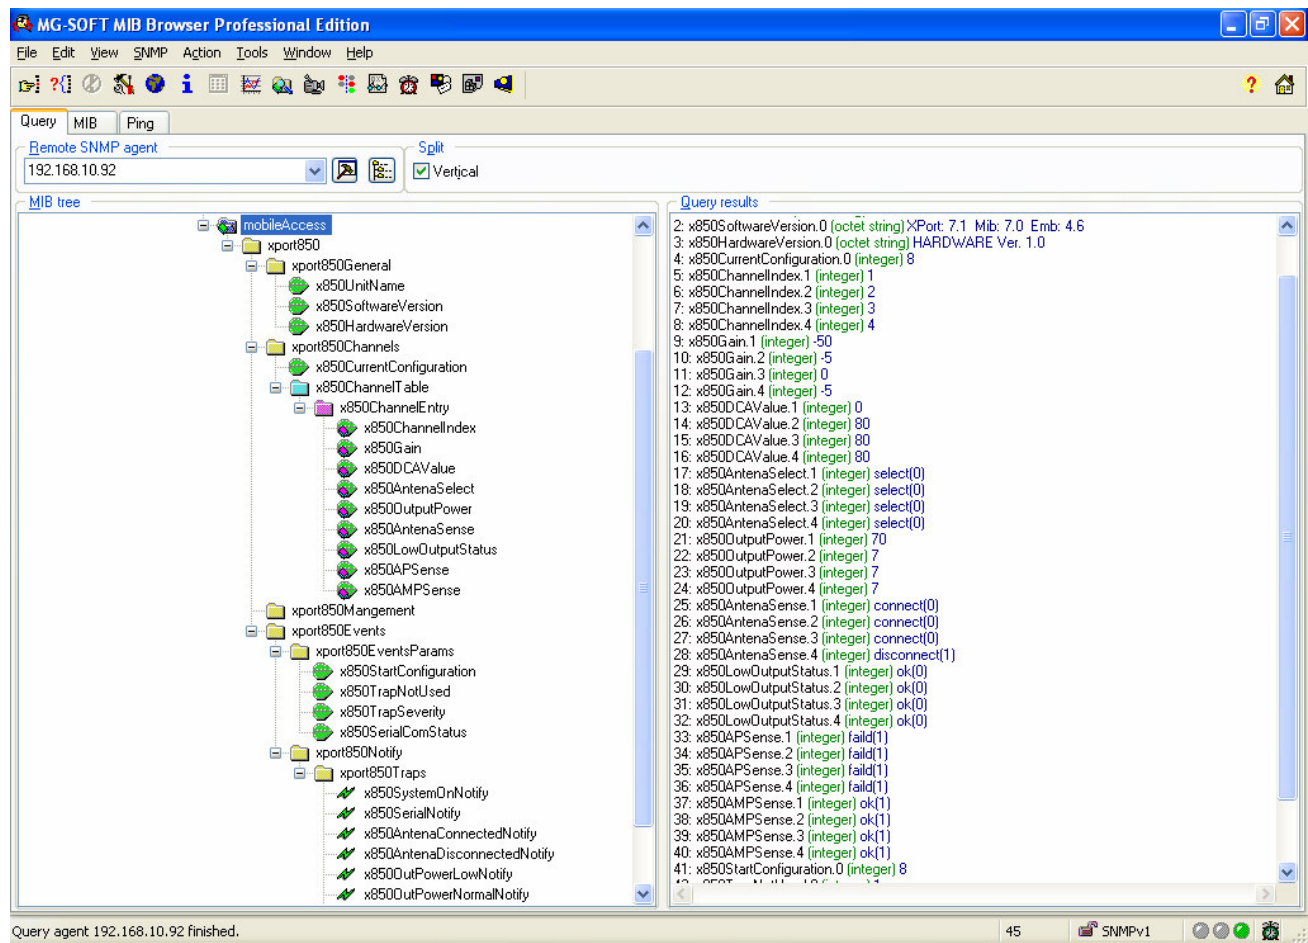 MG-SOFT MIB Browser Professional Edition
File Edit View SNMP Action Tools Window Help
Query MIB Ping
Remote SNMP agent
192.168.10.92
Split
Vertical
MIB tree
mobileAccess
xport850
xport850General
x850UnitName
x850SoftwareVersion
x850HardwareVersion
xport850Channels
x850CurrentConfiguration
x850ChannelTable
x850ChannelEntry
x850ChannelIndex
x850Gain
x850DCAValue
x850AntenaSelect
x850OutputPower
x850AntenaSense
x850LowOutputStatus
x850APSense
x850AMPSense
xport850Mangement
xport850Events
xport850EventsParams
x850StartConfiguration
x850TrapNotUsed
x850TrapSeverity
x850SerialComStatus
xport850Notify
xport850Traps
x850SystemOnNotify
x850SerialNotify
x850AntenaConnectedNotify
x850AntenaDisconnectedNotify
x850OutPowerLowNotify
x850OutPowerNormalNotify
Query results
2: x850SoftwareVersion.0 (octet string) XPort: 7.1 Mib: 7.0 Emb: 4.6
3: x850HardwareVersion.0 (octet string) HARDWARE Ver. 1.0
4: x850CurrentConfiguration.0 (integer) 8
5: x850ChannelIndex.1 (integer) 1
6: x850ChannelIndex.2 (integer) 2
7: x850ChannelIndex.3 (integer) 3
8: x850ChannelIndex.4 (integer) 4
9: x850Gain.1 (integer) -50
10: x850Gain.2 (integer) -5
11: x850Gain.3 (integer) 0
12: x850Gain.4 (integer) -5
13: x850DCAValue.1 (integer) 0
14: x850DCAValue.2 (integer) 80
15: x850DCAValue.3 (integer) 80
16: x850DCAValue.4 (integer) 80
17: x850AntenaSelect.1 (integer) select(0)
18: x850AntenaSelect.2 (integer) select(0)
19: x850AntenaSelect.3 (integer) select(0)
20: x850AntenaSelect.4 (integer) select(0)
21: x850OutputPower.1 (integer) 70
22: x850OutputPower.2 (integer) 7
23: x850OutputPower.3 (integer) 7
24: x850OutputPower.4 (integer) 7
25: x850AntenaSense.1 (integer) connect(0)
26: x850AntenaSense.2 (integer) connect(0)
27: x850AntenaSense.3 (integer) connect(0)
28: x850AntenaSense.4 (integer) disconnect(1)
29: x850LowOutputStatus.1 (integer) ok(0)
30: x850LowOutputStatus.2 (integer) ok(0)
31: x850LowOutputStatus.3 (integer) ok(0)
32: x850LowOutputStatus.4 (integer) ok(0)
33: x850APSense.1 (integer) faild(1)
34: x850APSense.2 (integer) faild(1)
35: x850APSense.3 (integer) faild(1)
36: x850APSense.4 (integer) faild(1)
37: x850AMPSense.1 (integer) ok(1)
38: x850AMPSense.2 (integer) ok(1)
39: x850AMPSense.3 (integer) ok(1)
40: x850AMPSense.4 (integer) ok(1)
41: x850StartConfiguration.0 (integer) 8
Query agent 192.168.10.92 finished.
45
SNMPv1